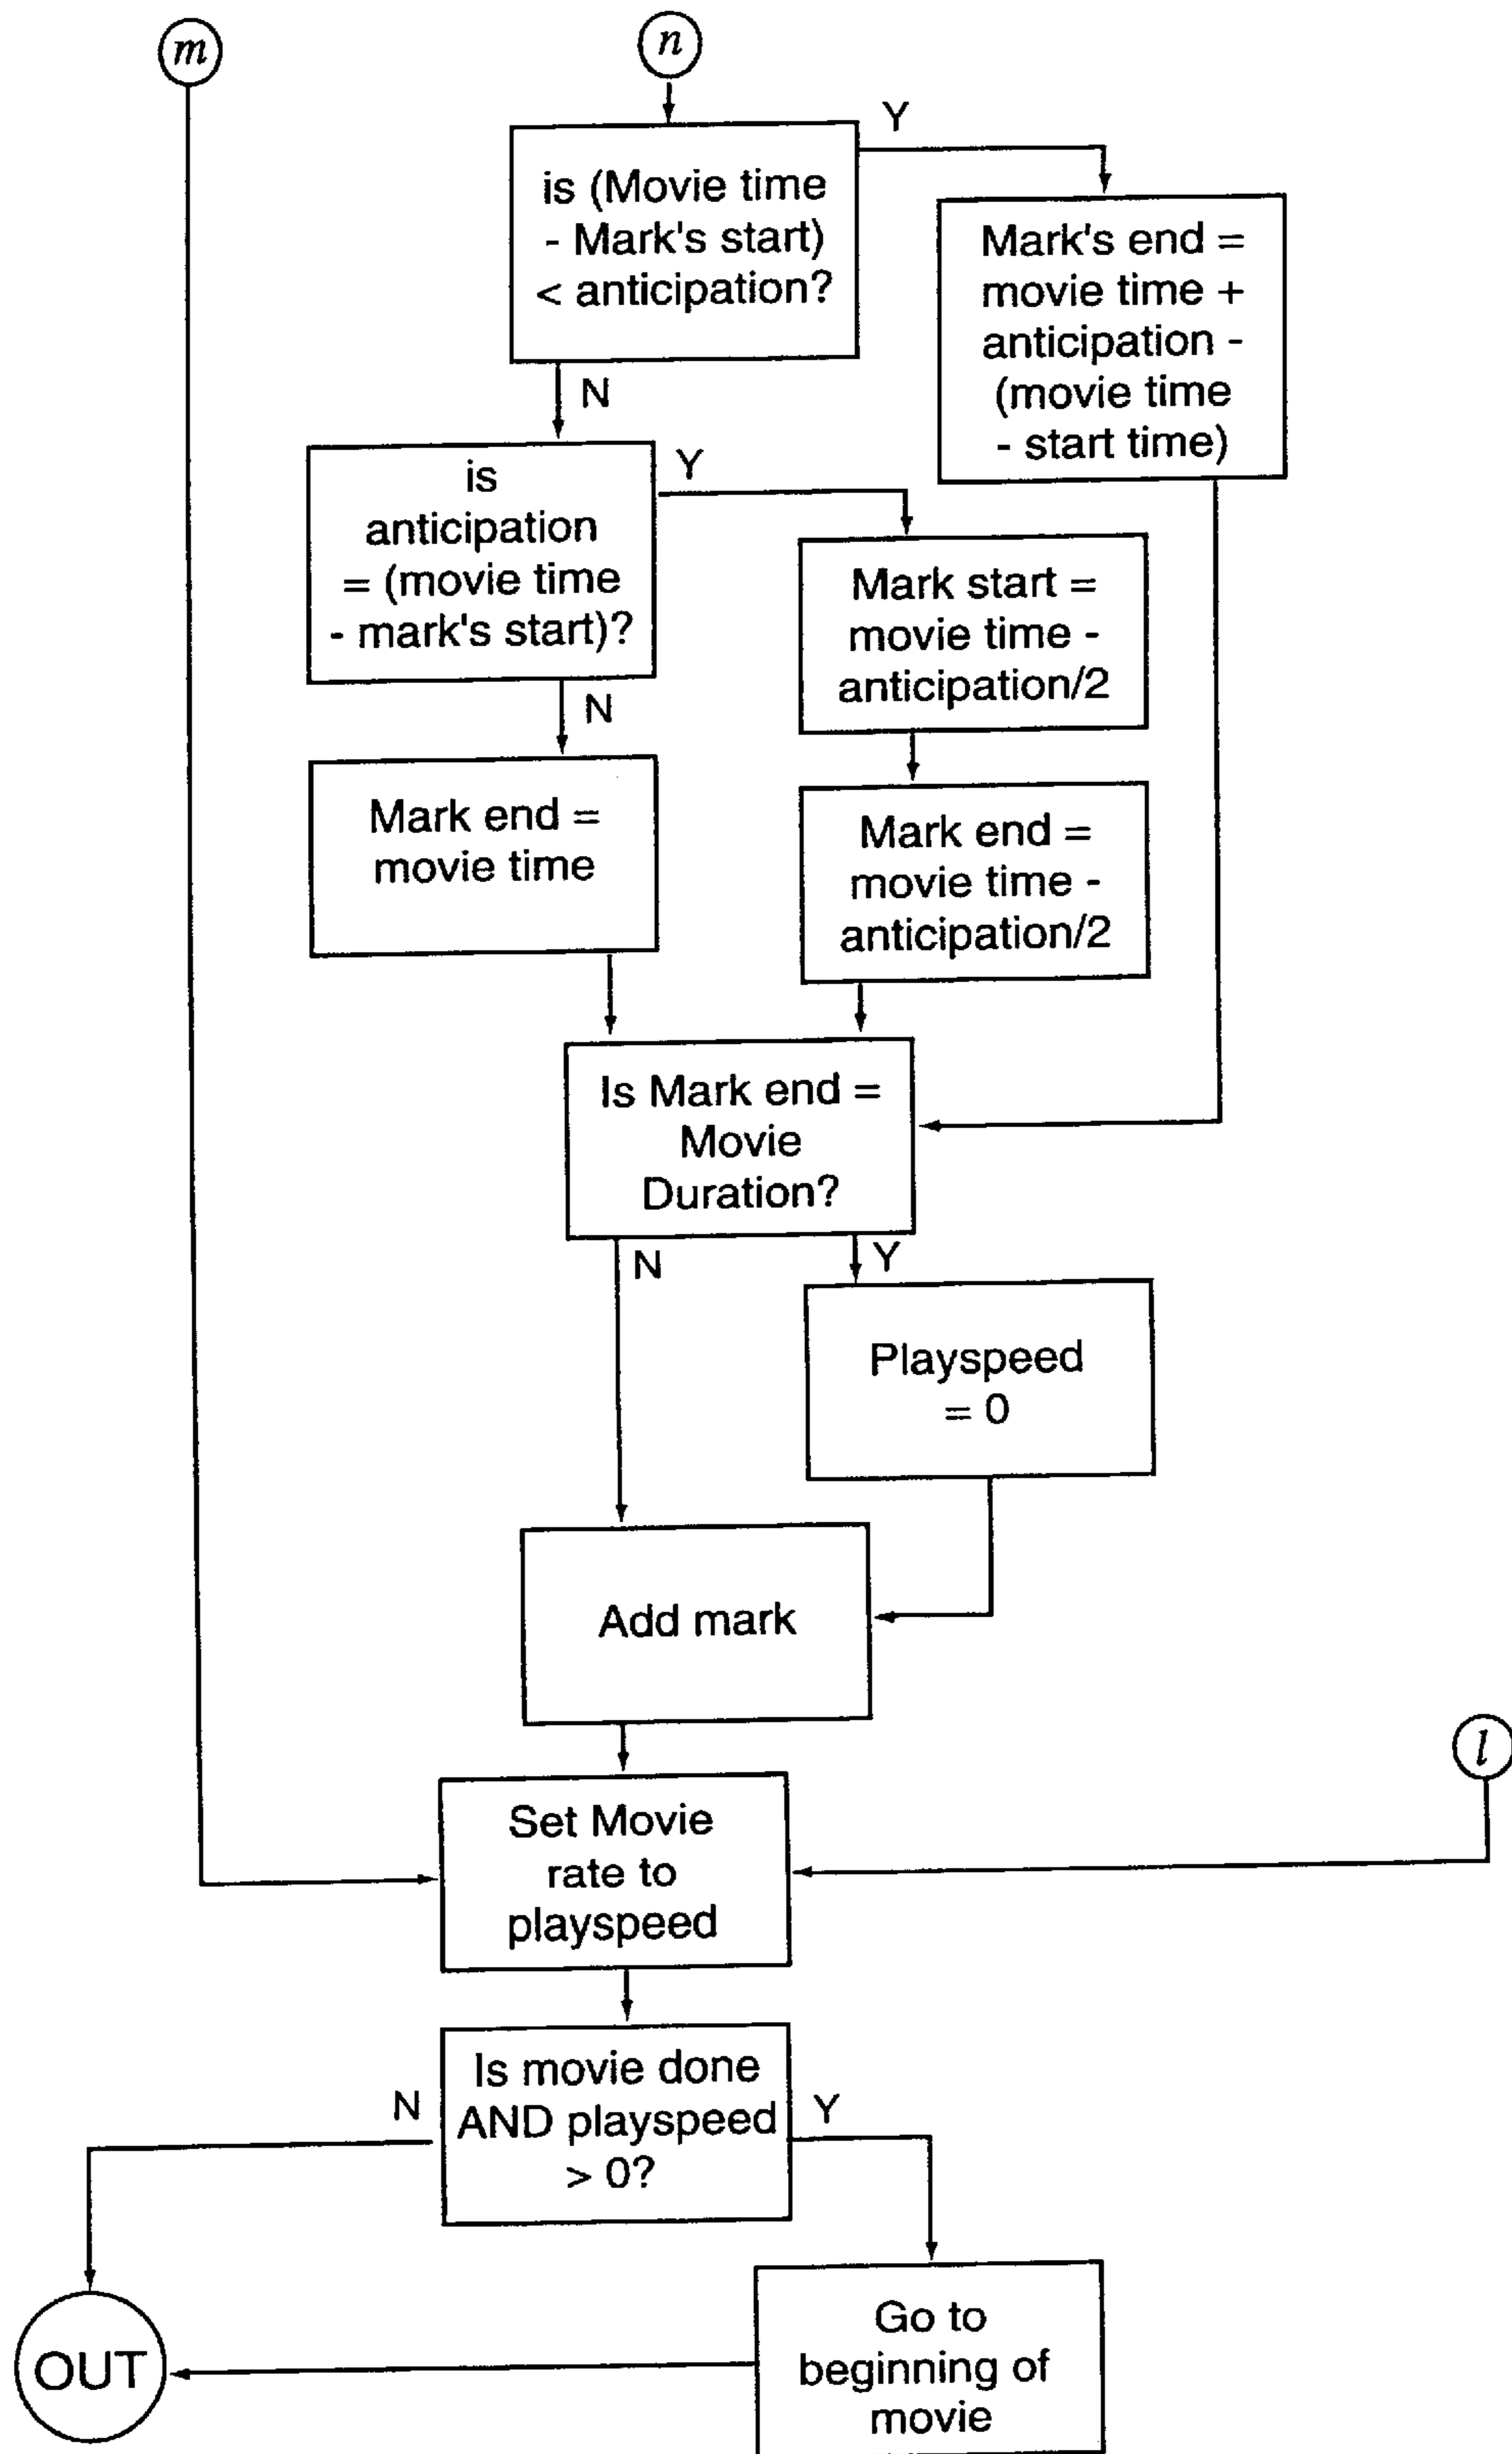 m
n
Y
is (Movie time
- Mark's start)
< anticipation?
Mark's end =
movie time +
anticipation -
(movie time
- start time)
N
is
anticipation
= (movie time
- mark's start)?
Y
Mark start =
movie time -
anticipation/2
N
Mark end =
movie time
Mark end =
movie time -
anticipation/2
Is Mark end =
Movie
Duration?
N
Y
Playspeed
= 0
Add mark
l
Set Movie
rate to
playspeed
Is movie done
AND playspeed
> 0?
N
Y
Go to
beginning of
movie
OUT